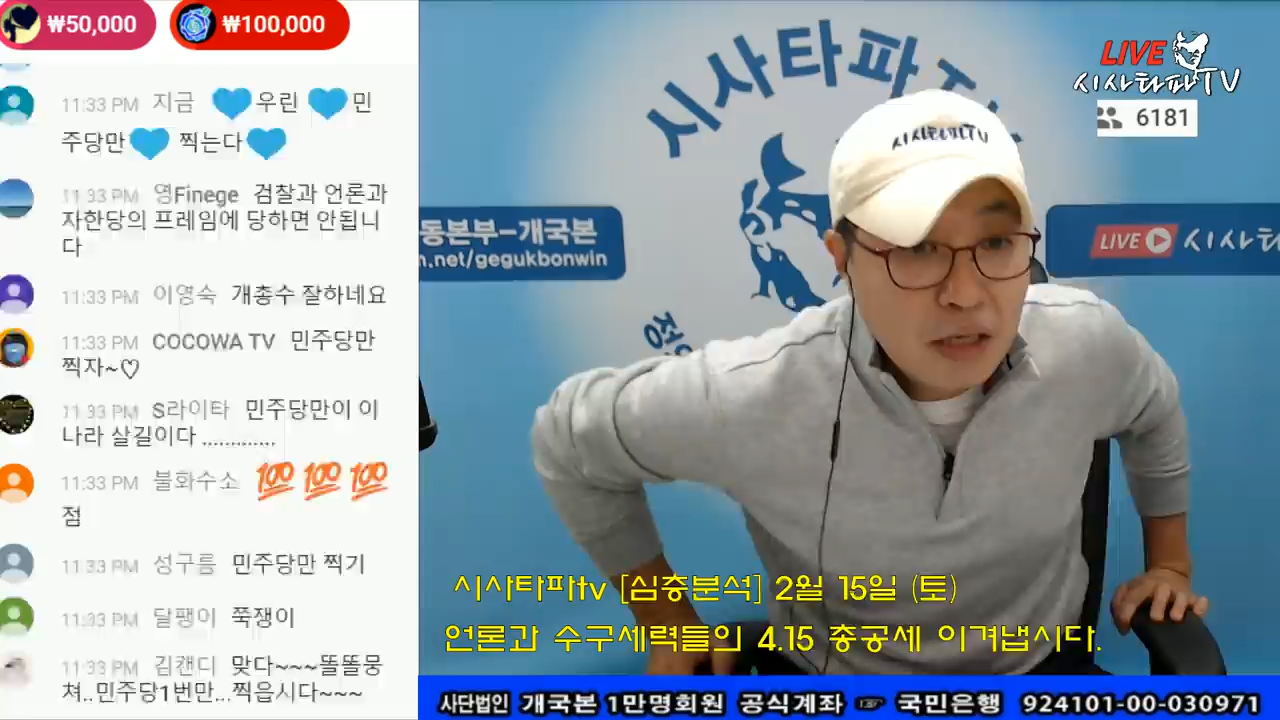 ₩50,000
₩100,000
11:33 PM 지금 우린 민
주당만 찍는다
11:33 PM 영Finege 검찰과 언론과
자한당의 프레임에 당하면 안됩니
다
11:33 PM 이영숙 개총수 잘하네요
11:33 PM COCOWA TV 민주당만
찍자~♡
11:33 PM S라이타 민주당만이 이
나라 살길이다 .............
11:33 PM 불화수소 💯 💯 💯
점
11:33 PM 성구름 민주당만 찍기
11:33 PM 달팽이 쭉쟁이
11:33 PM 김캔디 맞다~~~똘똘뭉
쳐..민주당1번만...찍읍시다~~~
시사타파
LIVE
시사타파TV
6181
시사타파TV
동본부-개국본
n.net/gegukbonwin
LIVE 시사타
시사타파tv [심층분석] 2월 15일 (토)
언론과 수구세력들의 4.15 총공세 이겨냅시다.
사단법인 개국본 1만명회원 공식계좌 ☞ 국민은행 924101-00-030971